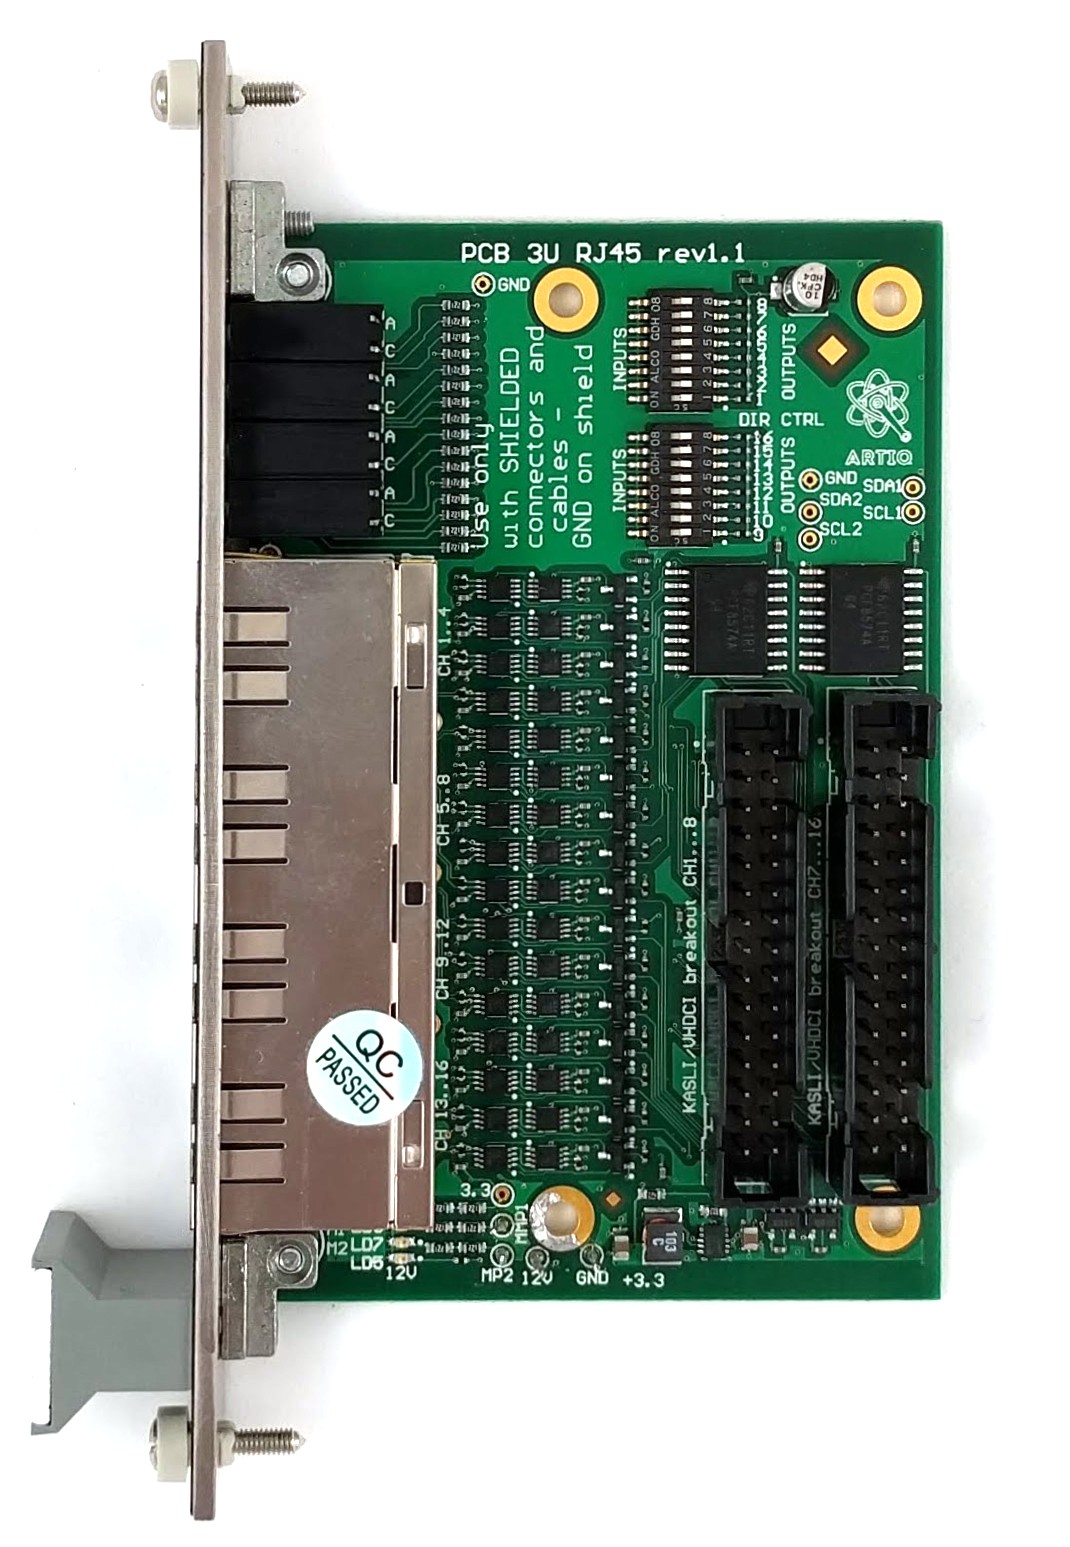 PCB 3U RJ45 rev1.1
GND
A
C
A
C
A
C
A
C
Use only
with SHIELDED
connectors and
cables -
GND on shield
INPUTS
OUTPUTS
DIR CTRL
INPUTS
OUTPUTS
ARTIQ
GND
SDA1
SDA2
SCL1
SCL2
CH 1..4
CH 5..8
CH 9..12
CH 13..16
KASLI/VHDCI breakout CH1...8
KASLI/VHDCI breakout CH7...16
QC
PASSED
3.3
MMP1
M2
LD7
LD6
12V
MP2
12V
GND
+3.3
103
C